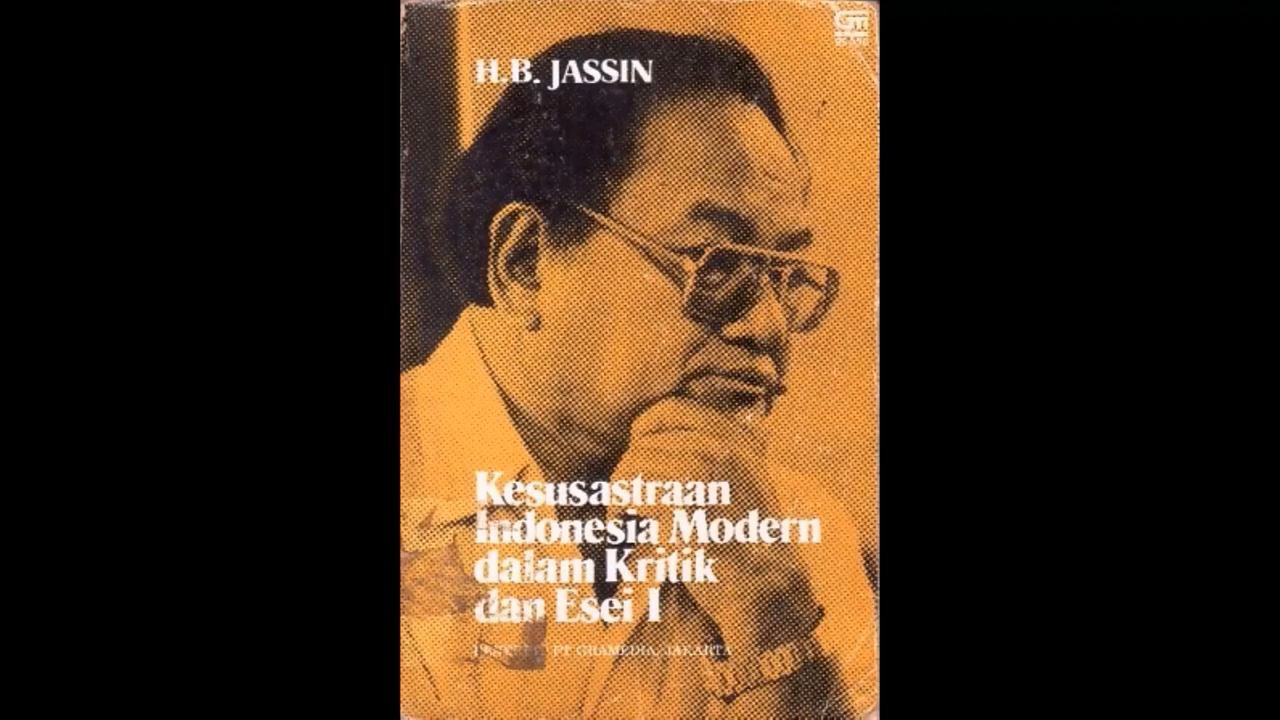 H.B. JASSIN
Kesusastraan
Indonesia Modern
dalam Kritik
dan Esei I
PT GRAMEDIA, JAKARTA